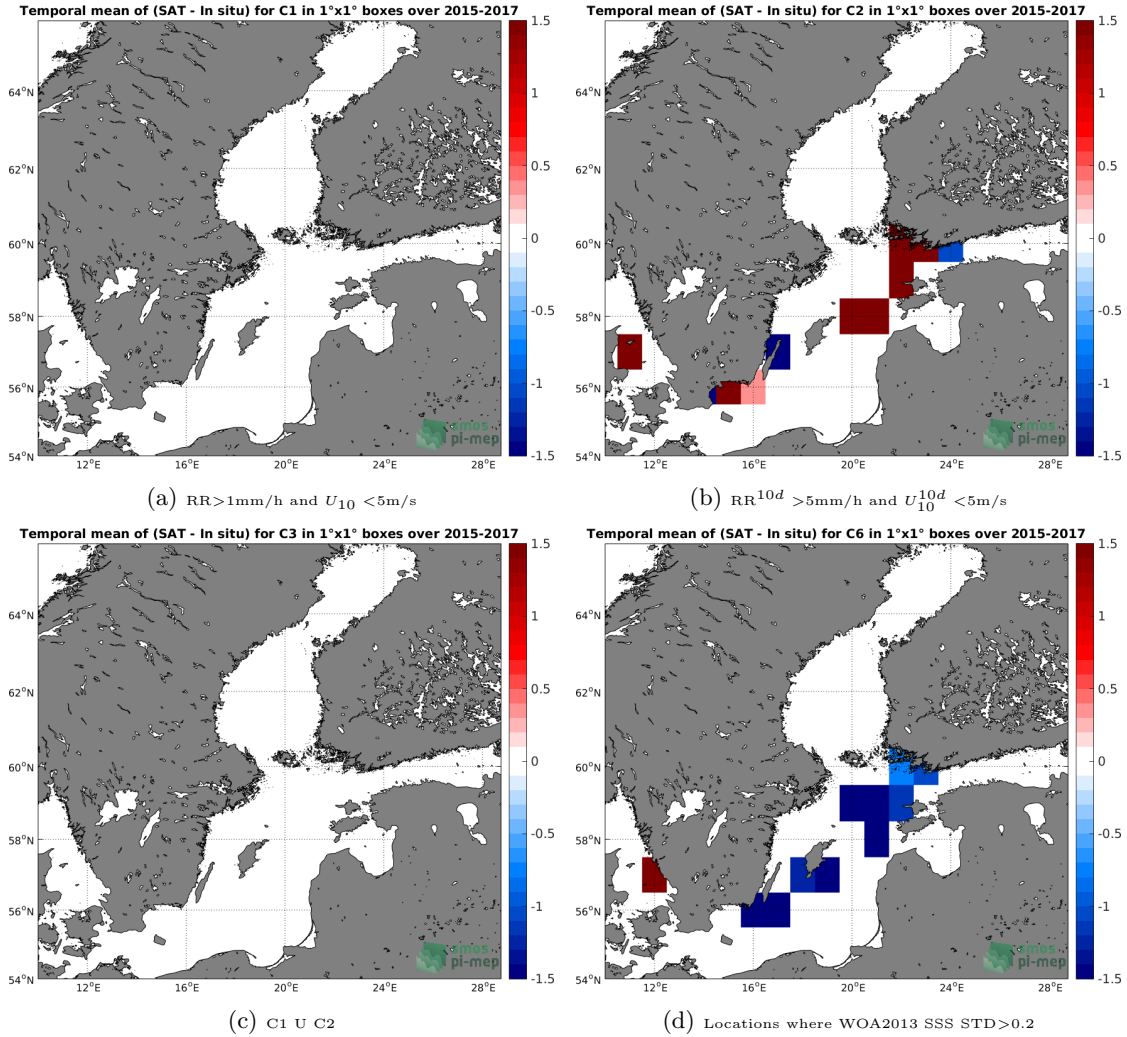 Temporal mean of (SAT - In situ) for C1 in 1°x1° boxes over 2015-2017
64°N
62°N
60°N
58°N
56°N
54°N
12°E 16°E 20°E 24°E 28°E
1.5
1
0.5
0
-0.5
-1
-1.5
smos
pi-mep
(a) RR>1mm/h and U10 <5m/s
Temporal mean of (SAT - In situ) for C2 in 1°x1° boxes over 2015-2017
64°N
62°N
60°N
58°N
56°N
54°N
12°E 16°E 20°E 24°E 28°E
1.5
1
0.5
0
-0.5
-1
-1.5
smos
pi-mep
(b) RR^10d >5mm/h and U10^10d <5m/s
Temporal mean of (SAT - In situ) for C3 in 1°x1° boxes over 2015-2017
64°N
62°N
60°N
58°N
56°N
54°N
12°E 16°E 20°E 24°E 28°E
1.5
1
0.5
0
-0.5
-1
-1.5
smos
pi-mep
(c) C1 U C2
Temporal mean of (SAT - In situ) for C6 in 1°x1° boxes over 2015-2017
64°N
62°N
60°N
58°N
56°N
54°N
12°E 16°E 20°E 24°E 28°E
1.5
1
0.5
0
-0.5
-1
-1.5
smos
pi-mep
(d) Locations where WOA2013 SSS STD>0.2